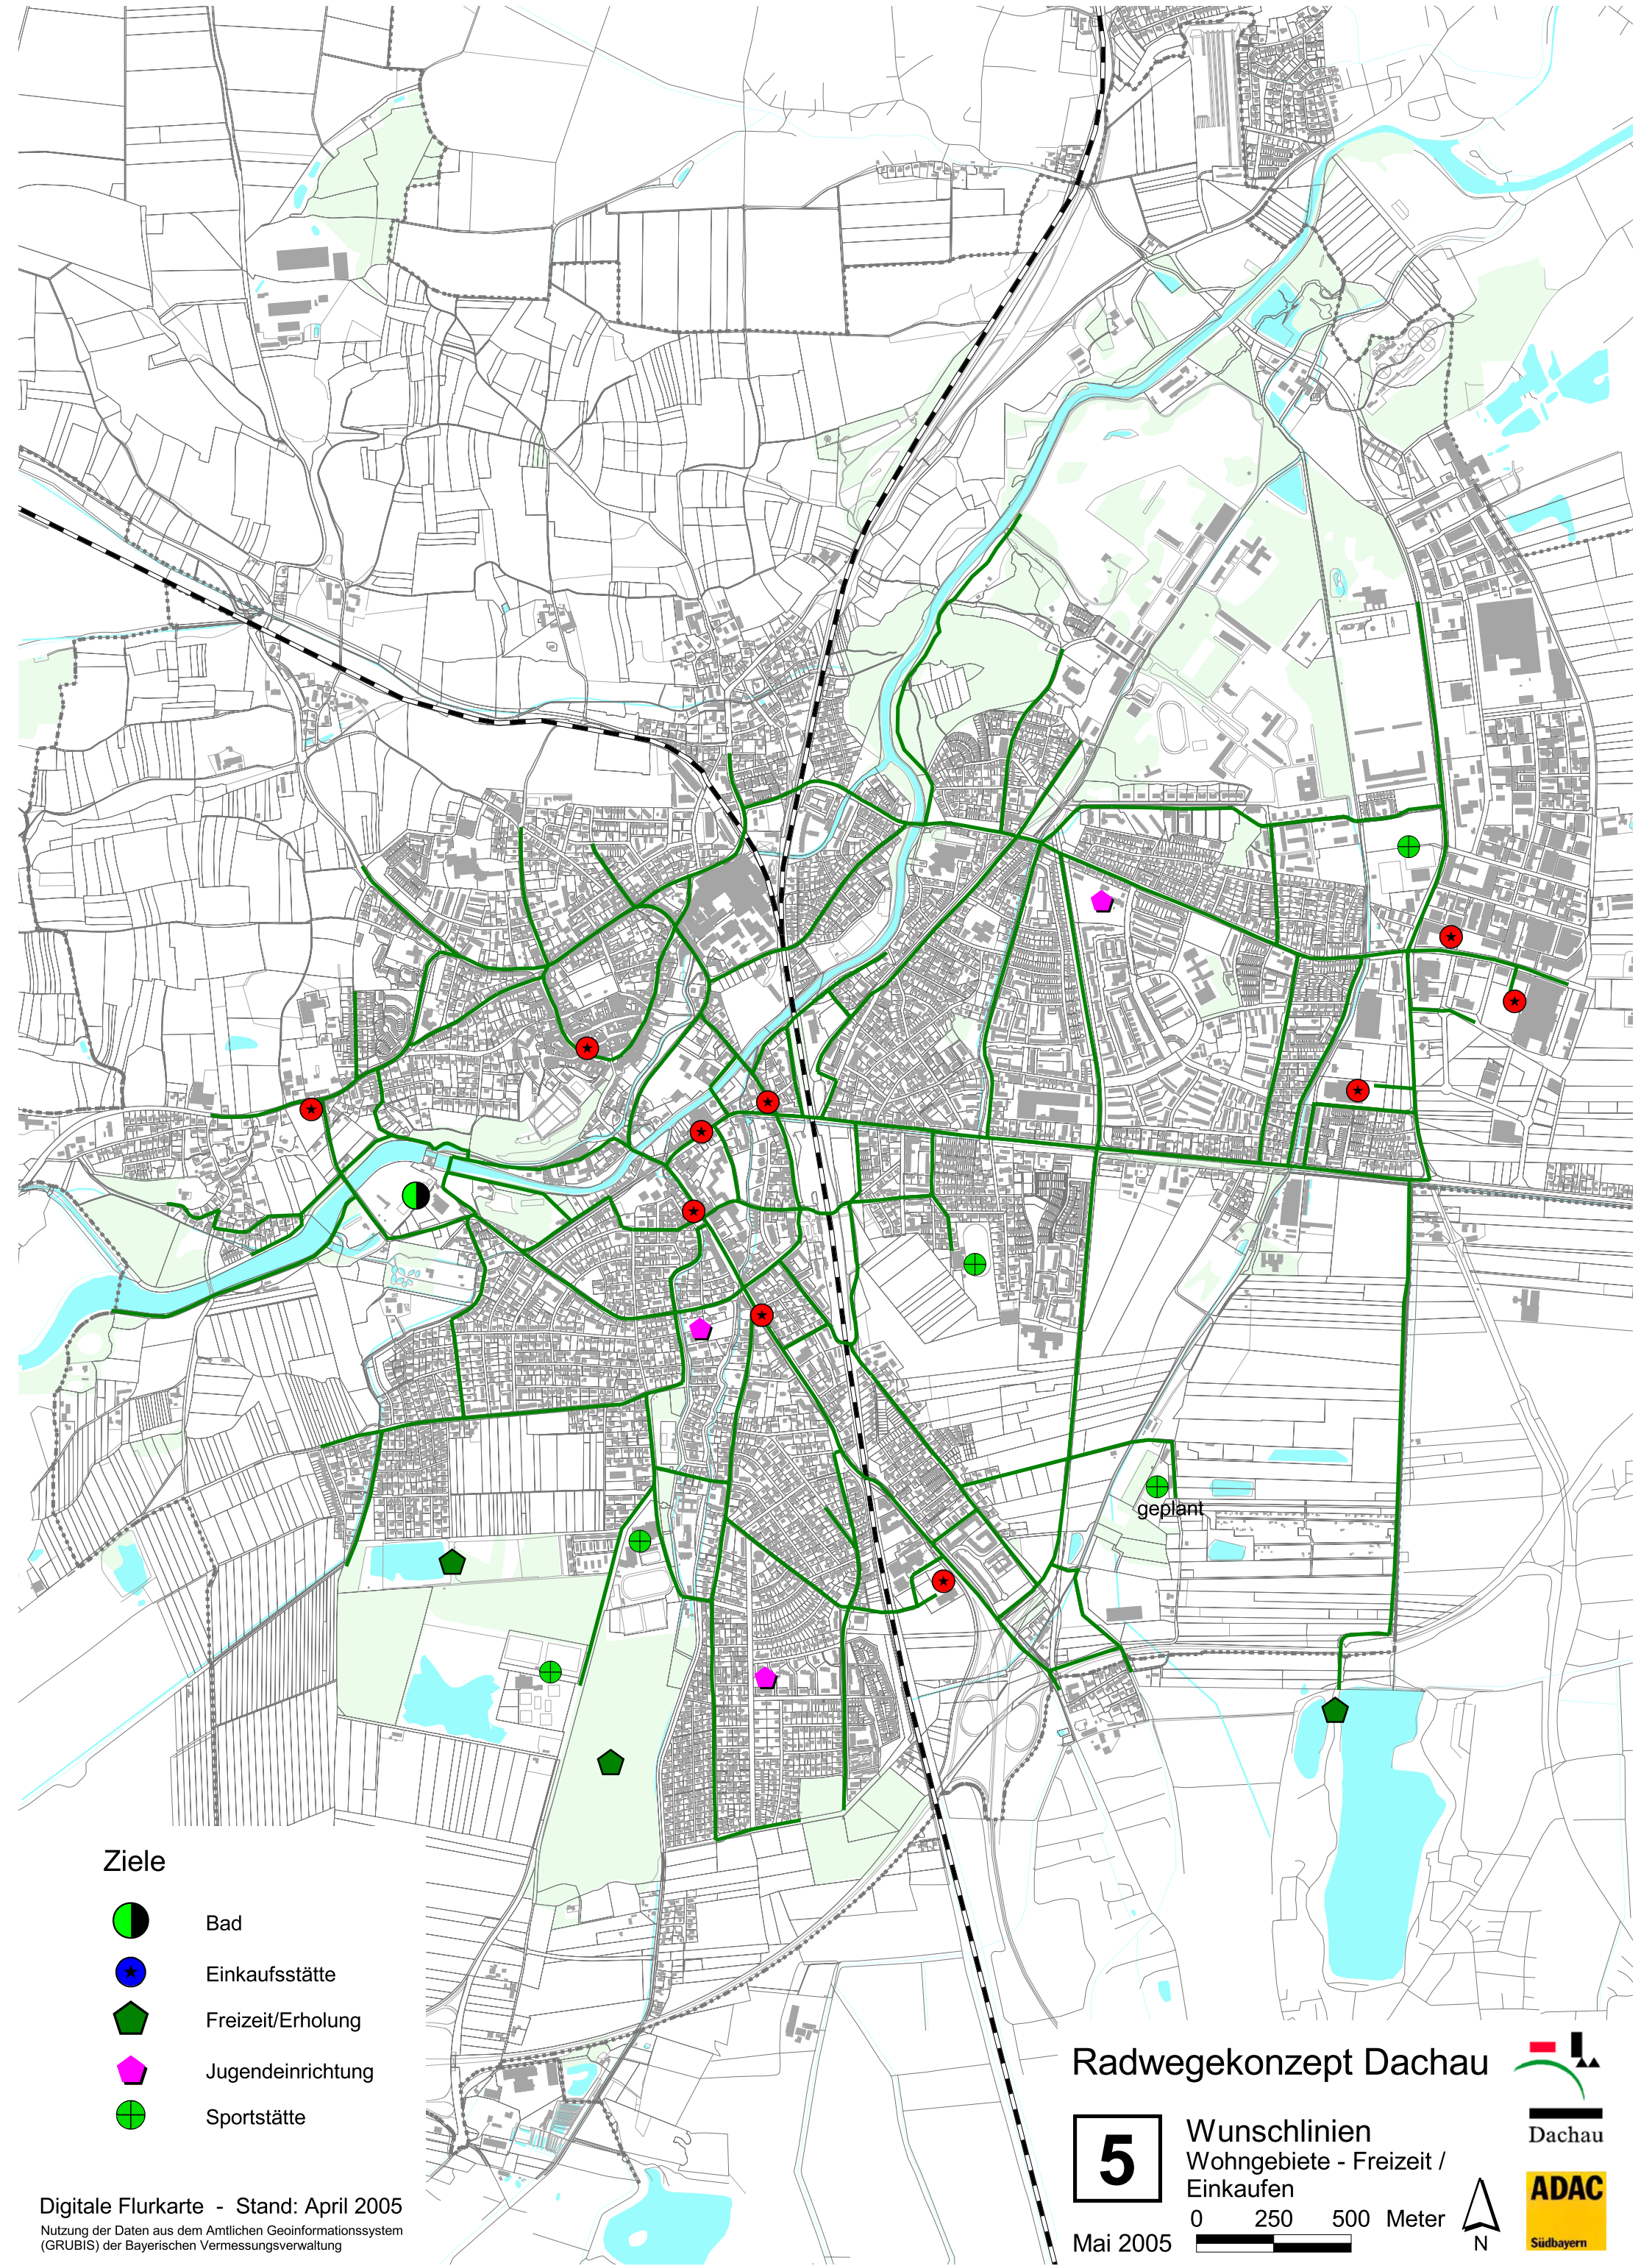 geplant
Ziele
Bad
Einkaufsstätte
Freizeit/Erholung
Jugendeinrichtung
Sportstätte
Digitale Flurkarte - Stand: April 2005
Nutzung der Daten aus dem Amtlichen Geoinformationssystem
(GRUBIS) der Bayerischen Vermessungsverwaltung
Radwegekonzept Dachau
5
Wunschlinien
Wohngebiete - Freizeit /
Einkaufen
0 250 500 Meter
Mai 2005
N
Dachau
ADAC
Südbayern